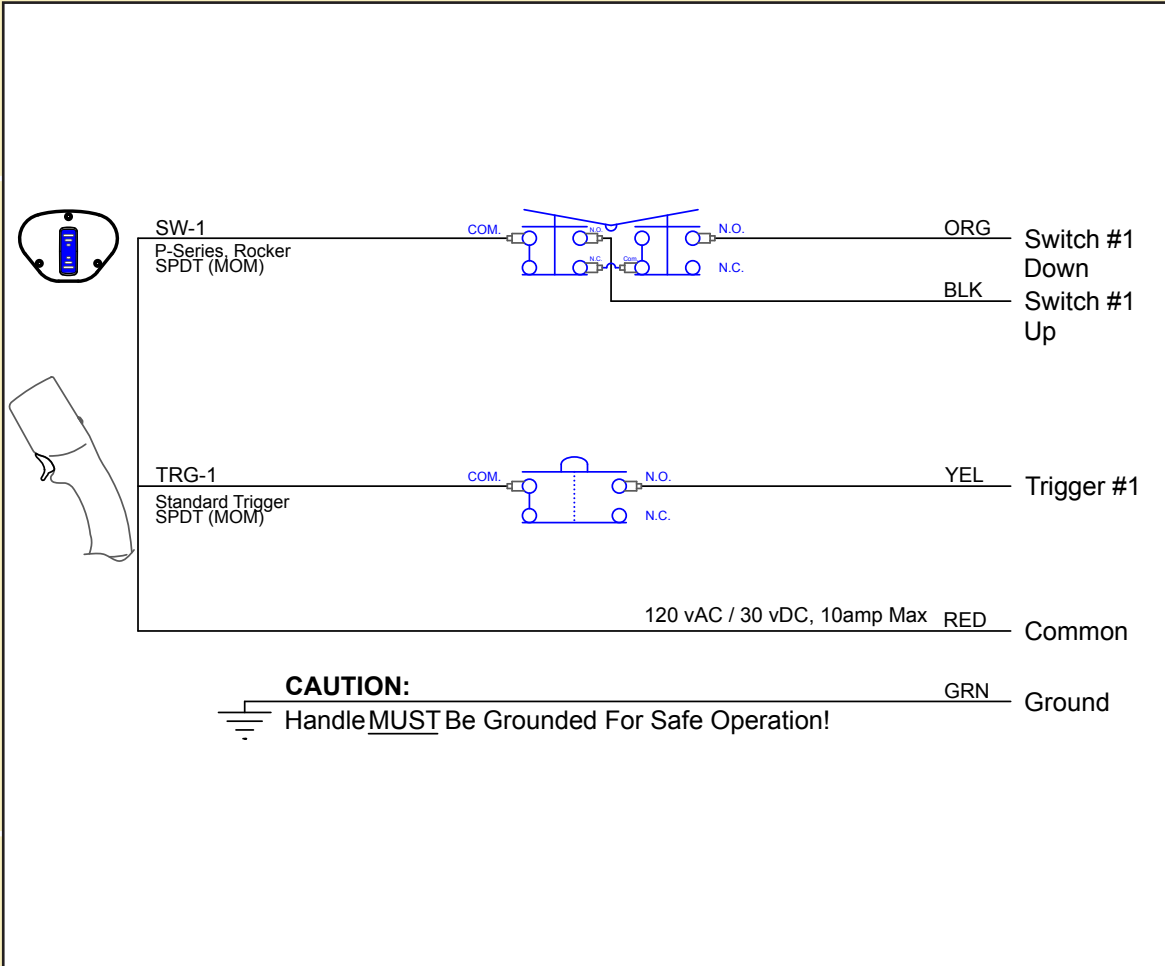 SW-1
P-Series, Rocker
SPDT (MOM)
COM.
N.O.
N.C.
Com.
N.O.
N.C.
ORG
Switch #1
Down
BLK
Switch #1
Up
TRG-1
Standard Trigger
SPDT (MOM)
COM.
N.O.
N.C.
YEL
Trigger #1
120 vAC / 30 vDC, 10amp Max
RED
Common
CAUTION:
Handle MUST Be Grounded For Safe Operation!
GRN
Ground